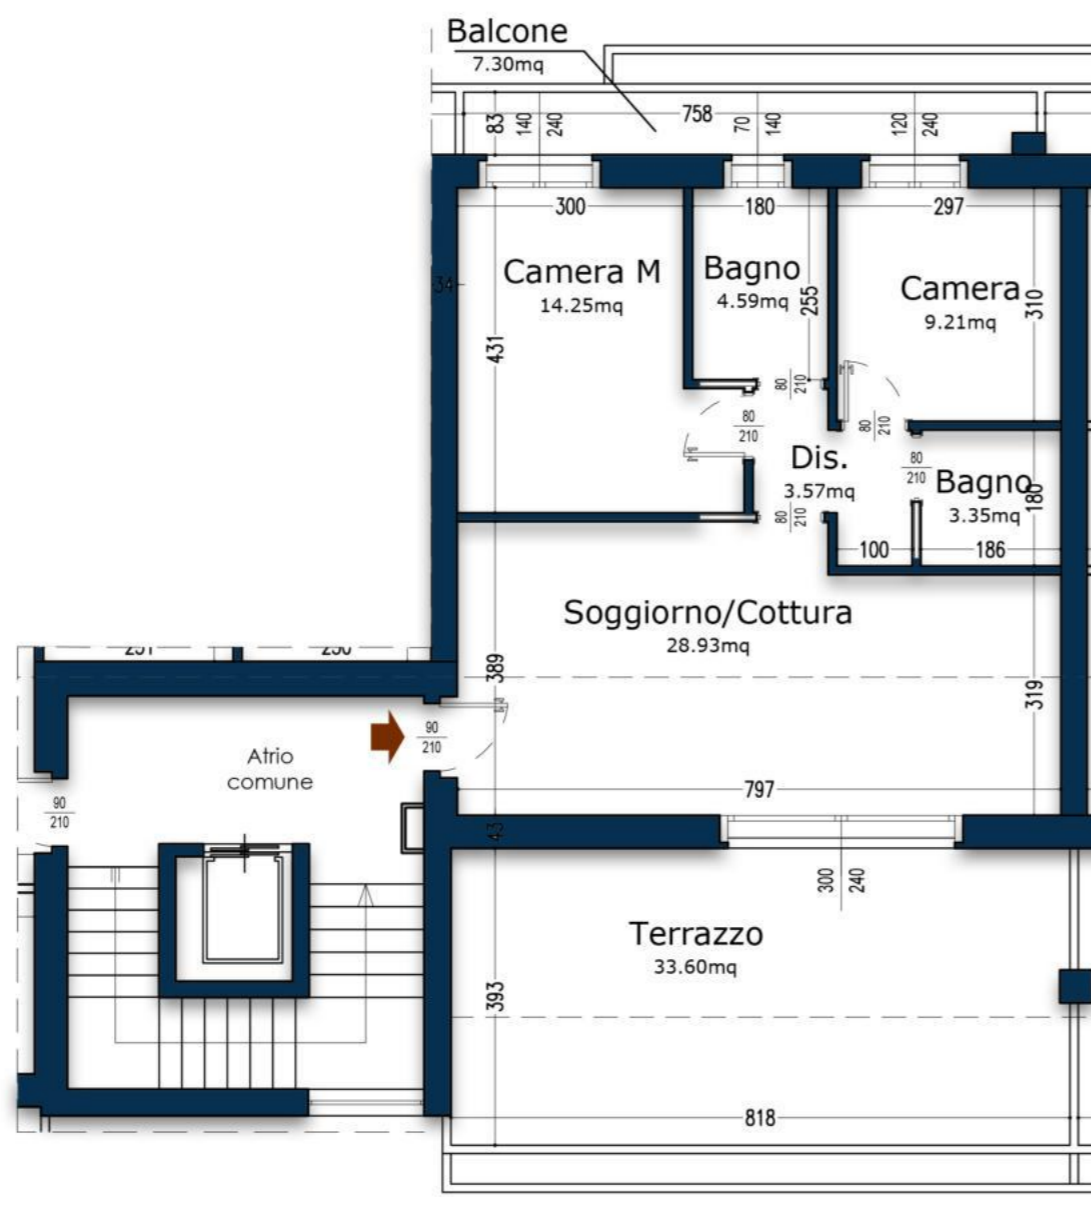 Balcone
7.30mq
83
140
240
758
70
140
120
240
300
180
297
34
Camera M
14.25mq
Bagno
4.59mq
255
Camera
9.21mq
310
431
80
210
80
210
80
210
Dis.
3.57mq
80
210
Bagno
3.35mq
180
80
210
100
186
Soggiorno/Cottura
28.93mq
389
319
90
210
Atrio
comune
90
210
797
43
300
240
Terrazzo
33.60mq
393
818